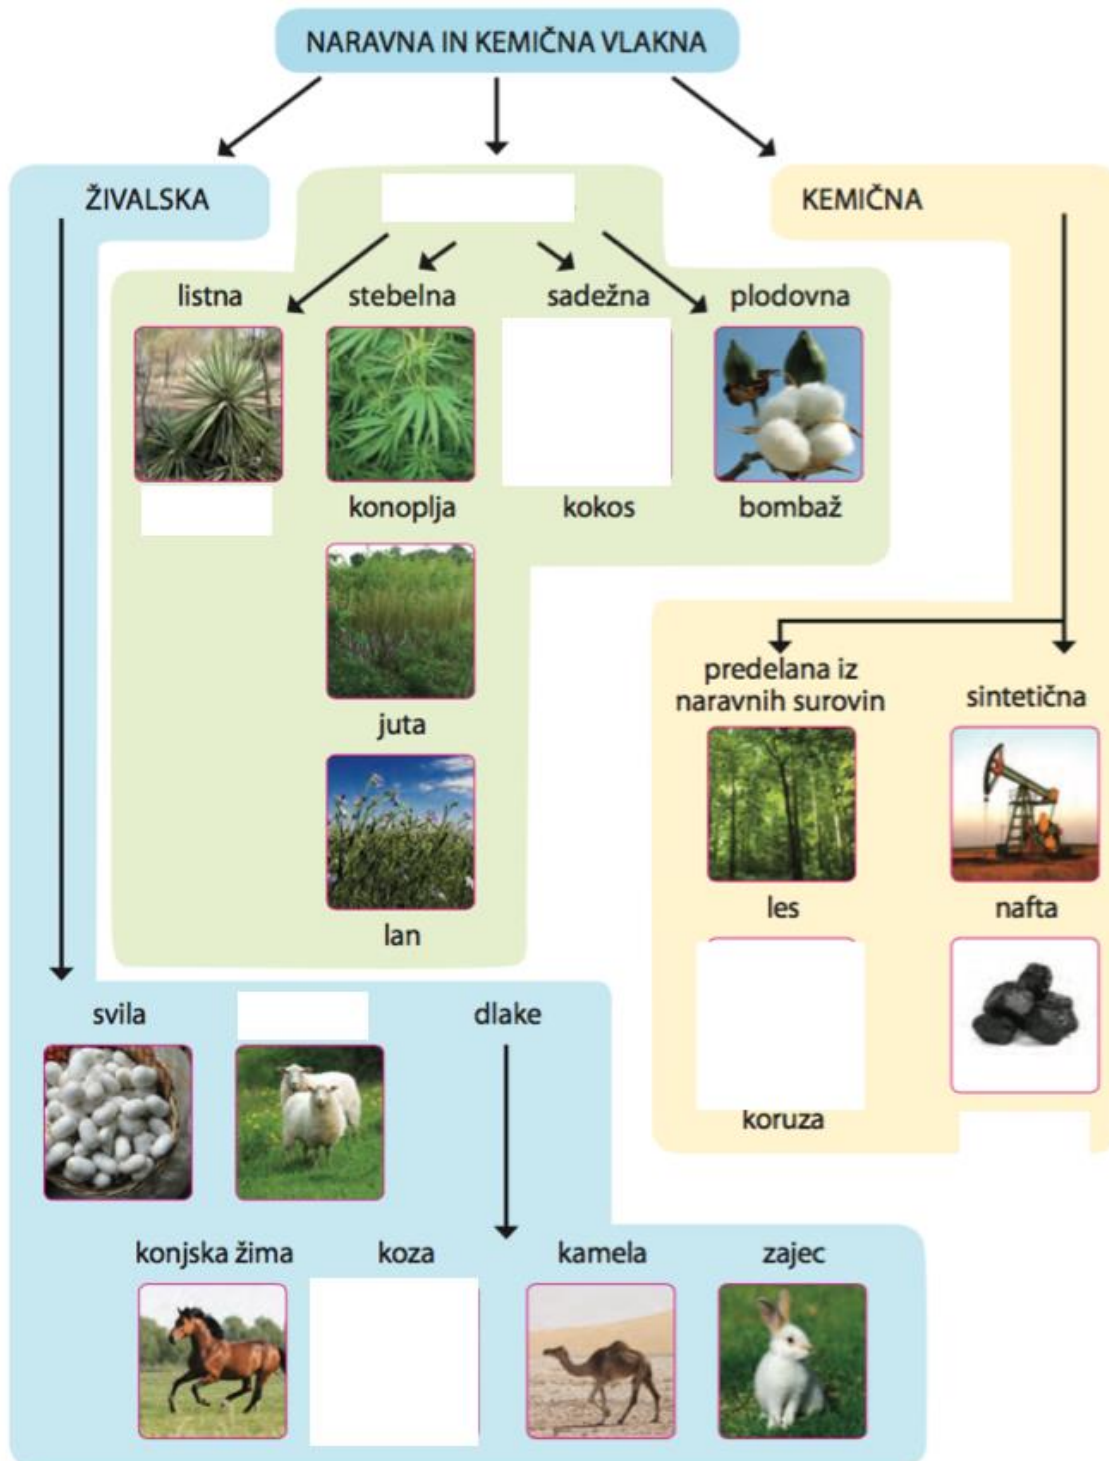 NARAVNA IN KEMIČNA VLAKNA
ŽIVALSKA
KEMIČNA
listna
stebelna
sadežna
plodovna
konoplja
kokos
bombaž
juta
lan
predelana iz
naravnih surovin
sintetična
les
nafta
koruza
svila
dlake
konjska žima
koza
kamela
zajec